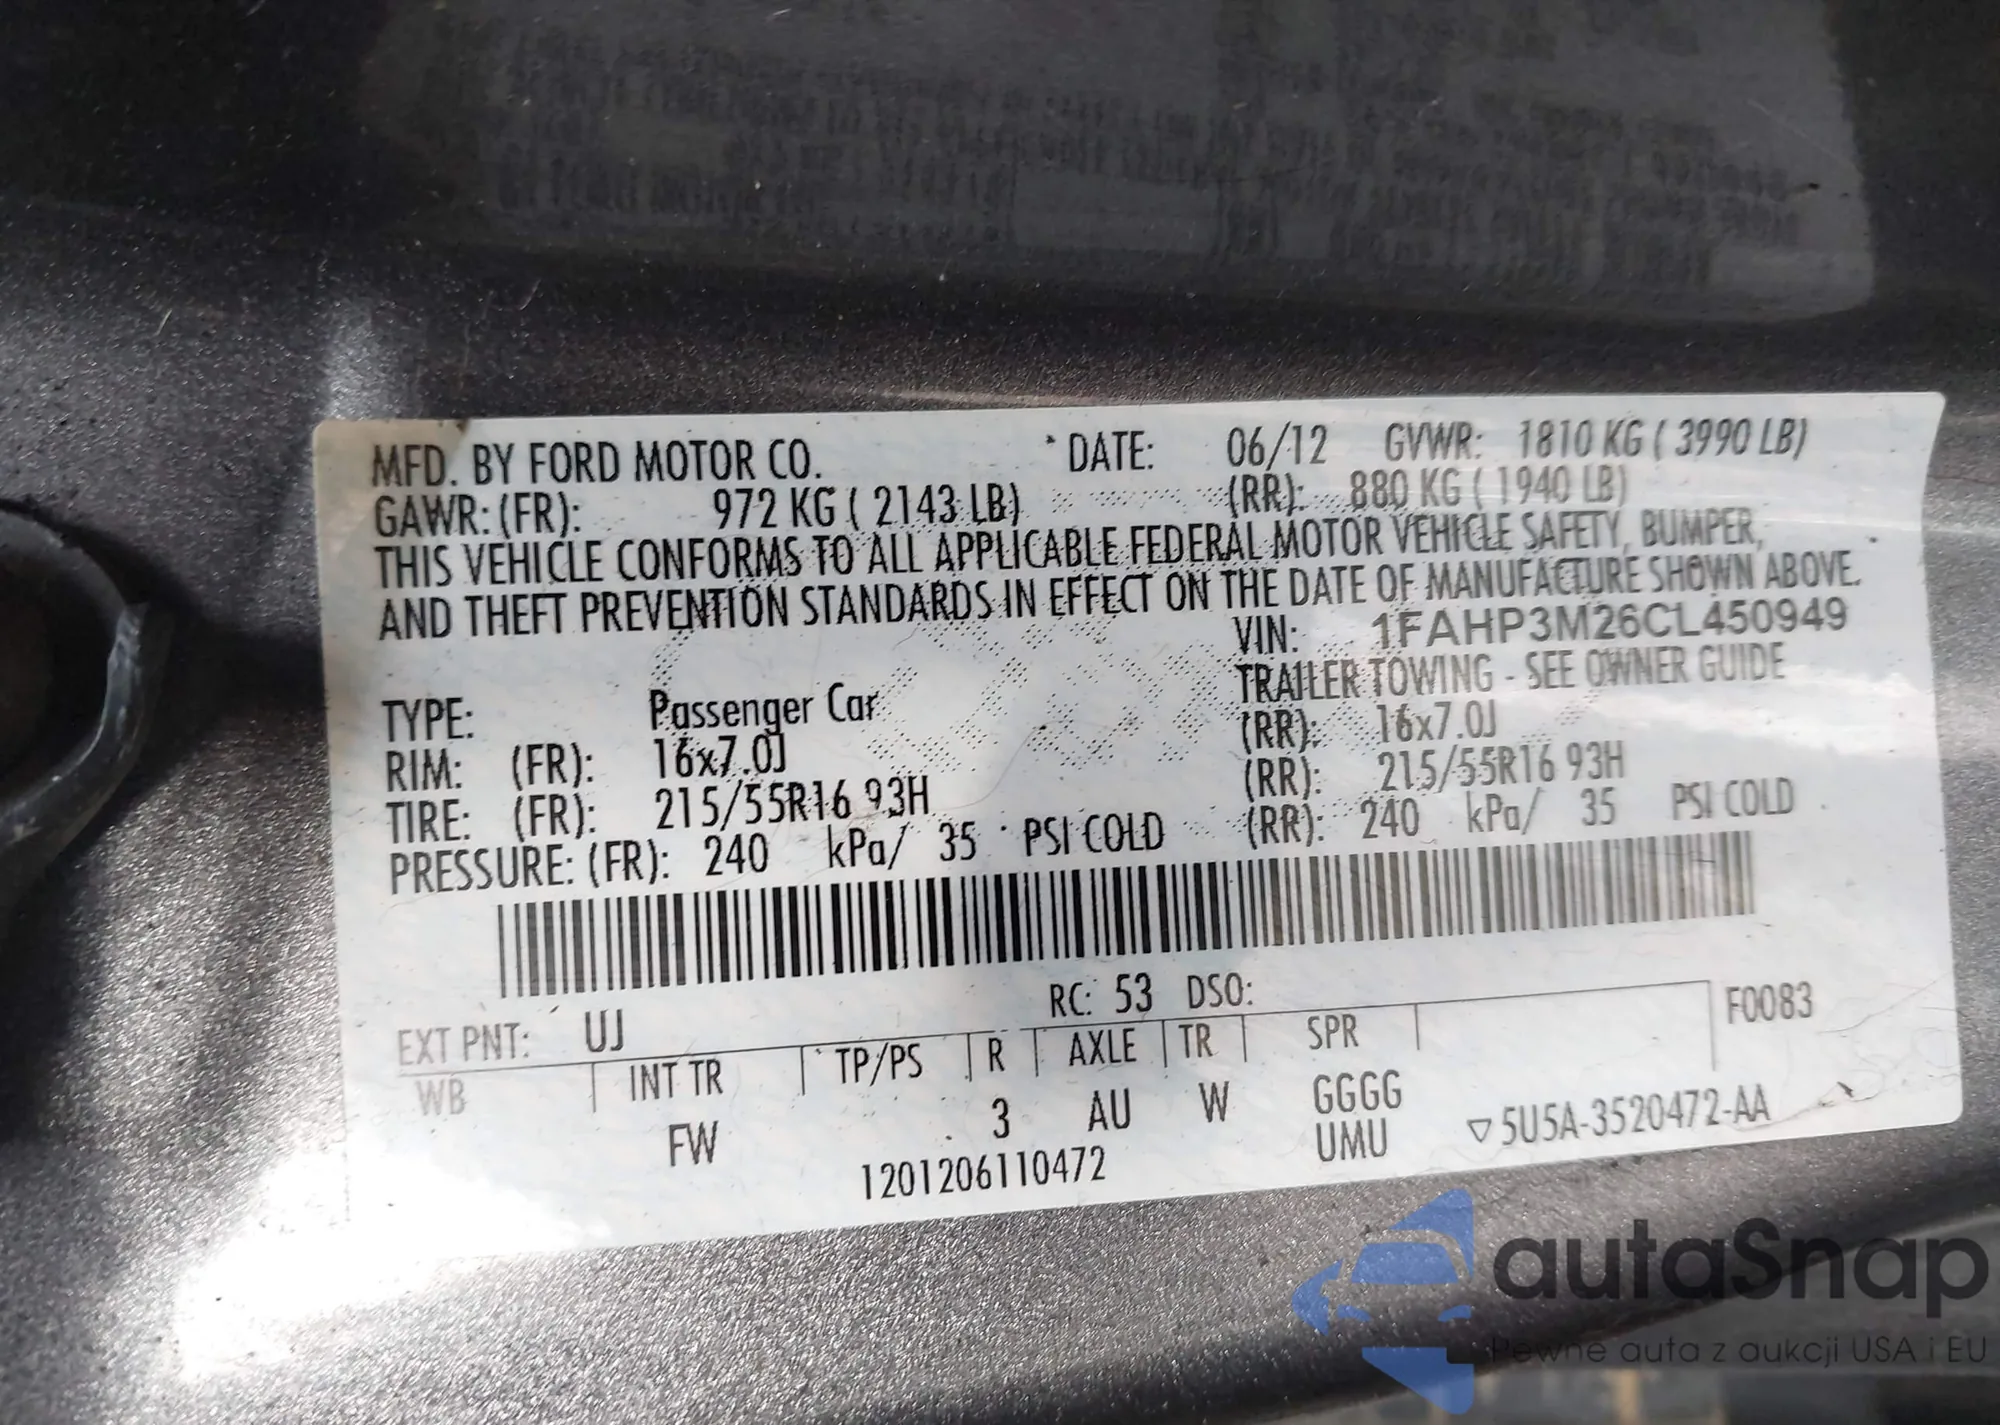 MFD. BY FORD MOTOR CO. DATE: 06/12 GVWR: 1810 KG ( 3990 LB)
GAWR: (FR): 972 KG ( 2143 LB) (RR): 880 KG ( 1940 LB)
THIS VEHICLE CONFORMS TO ALL APPLICABLE FEDERAL MOTOR VEHICLE SAFETY, BUMPER,
AND THEFT PREVENTION STANDARDS IN EFFECT ON THE DATE OF MANUFACTURE SHOWN ABOVE.
VIN: 1FAHP3M26CL450949
TYPE: Passenger Car TRAILER TOWING - SEE OWNER GUIDE
RIM: (FR): 16x7.0J (RR): 16x7.0J
TIRE: (FR): 215/55R16 93H (RR): 215/55R16 93H
PRESSURE: (FR): 240 kPa/ 35 PSI COLD (RR): 240 kPa/ 35 PSI COLD
RC: 53 DSO: F0083
EXT PNT: UJ
WB INT TR TP/PS R AXLE TR SPR
FW 3 AU W GGGG
1201206110472 UMU ▽5U5A-3520472-AA
autaSnap
Pewne auta z aukcji USA i EU